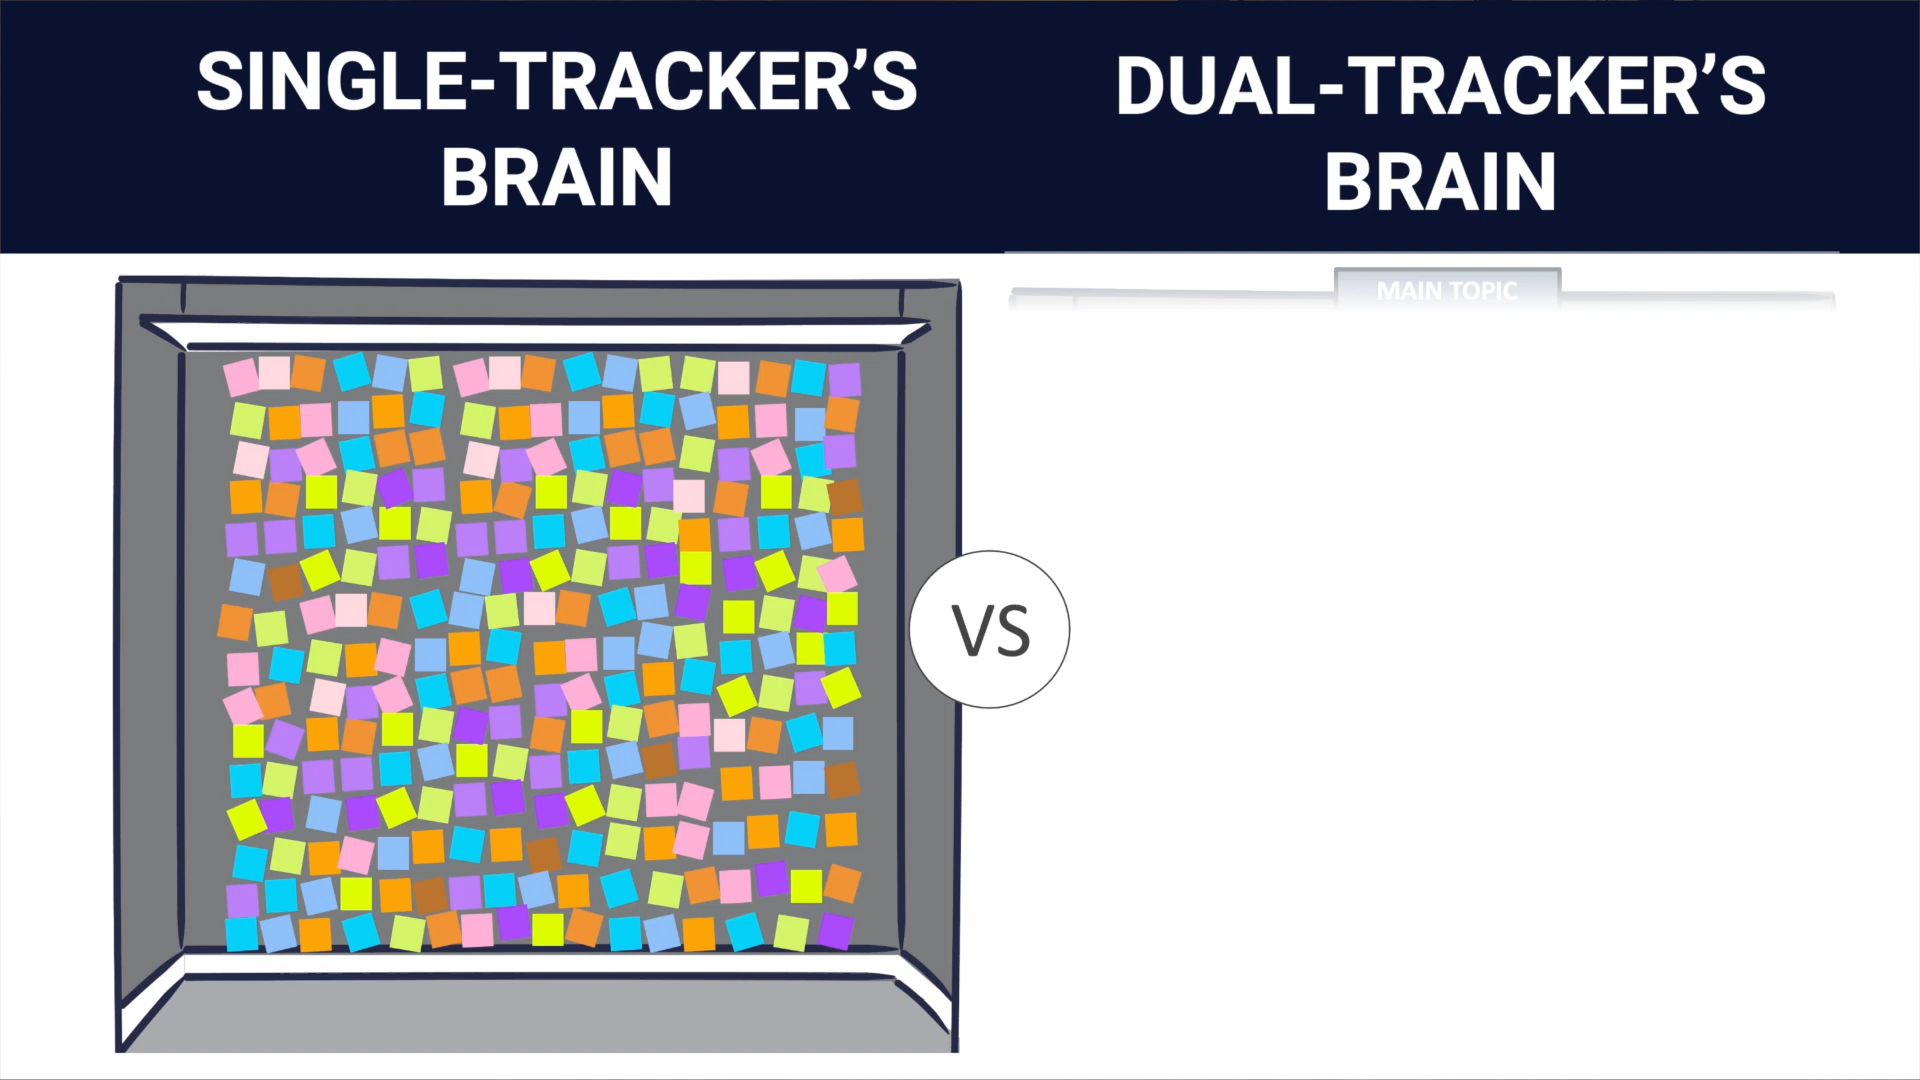 SINGLE-TRACKER’S
BRAIN
DUAL-TRACKER’S
BRAIN
MAIN TOPIC
VS